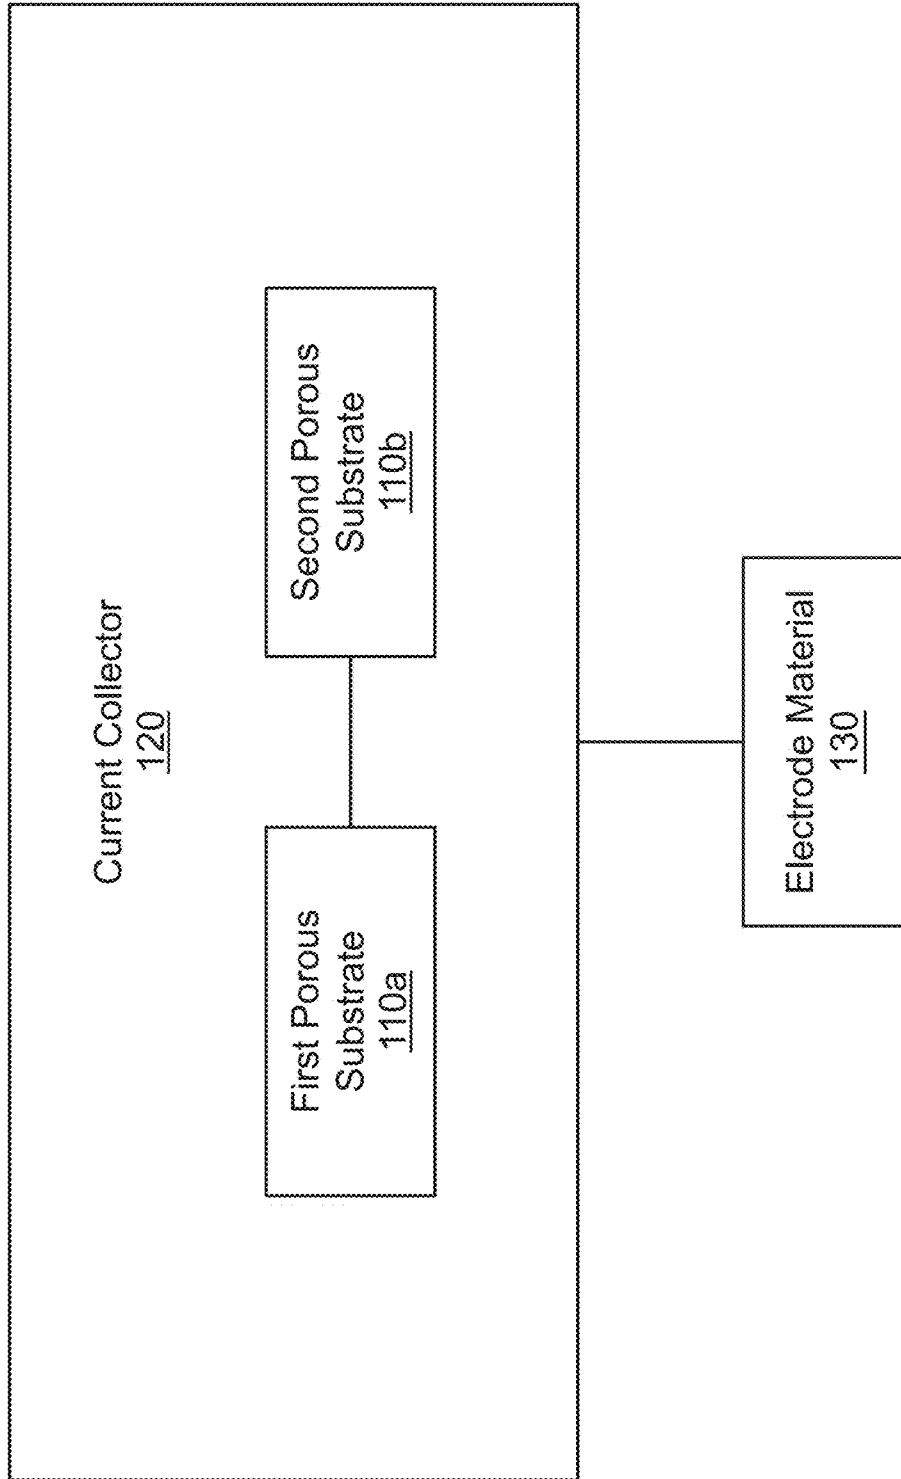 Current Collector
120
First Porous
Substrate
110a
Second Porous
Substrate
110b
Electrode Material
130